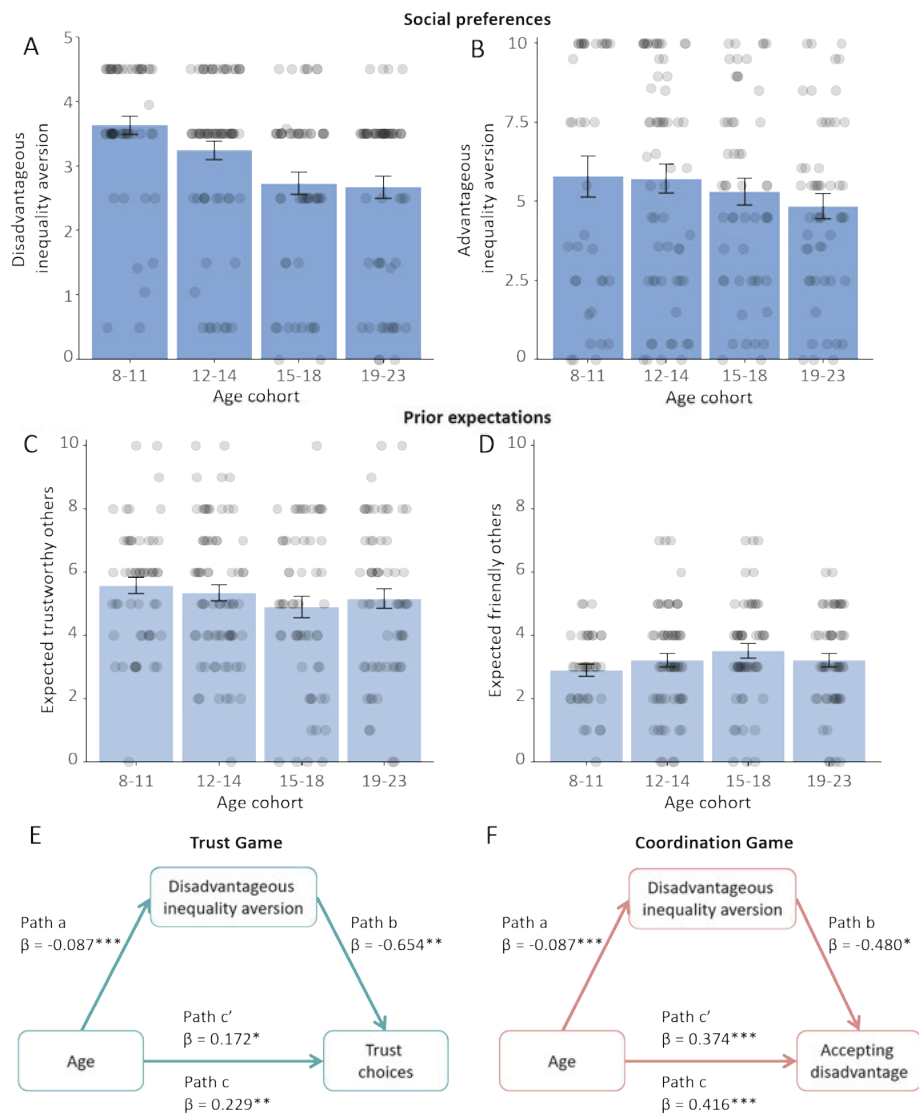 Social preferences
A
5
4
3
2
1
0
Disadvantageous
inequality aversion
8-11
12-14
15-18
19-23
Age cohort
B
10
7.5
5
2.5
0
Advantageous
inequality aversion
8-11
12-14
15-18
19-23
Age cohort
Prior expectations
C
10
8
6
4
2
0
Expected trustworthy others
8-11
12-14
15-18
19-23
Age cohort
D
10
8
6
4
2
0
Expected friendly others
8-11
12-14
15-18
19-23
Age cohort
E
Trust Game
Disadvantageous
inequality aversion
Path a
β = -0.087***
Path b
β = -0.654**
Path c'
β = 0.172*
Age
Trust
choices
Path c
β = 0.229**
F
Coordination Game
Disadvantageous
inequality aversion
Path a
β = -0.087***
Path b
β = -0.480*
Path c'
β = 0.374***
Age
Accepting
disadvantage
Path c
β = 0.416***